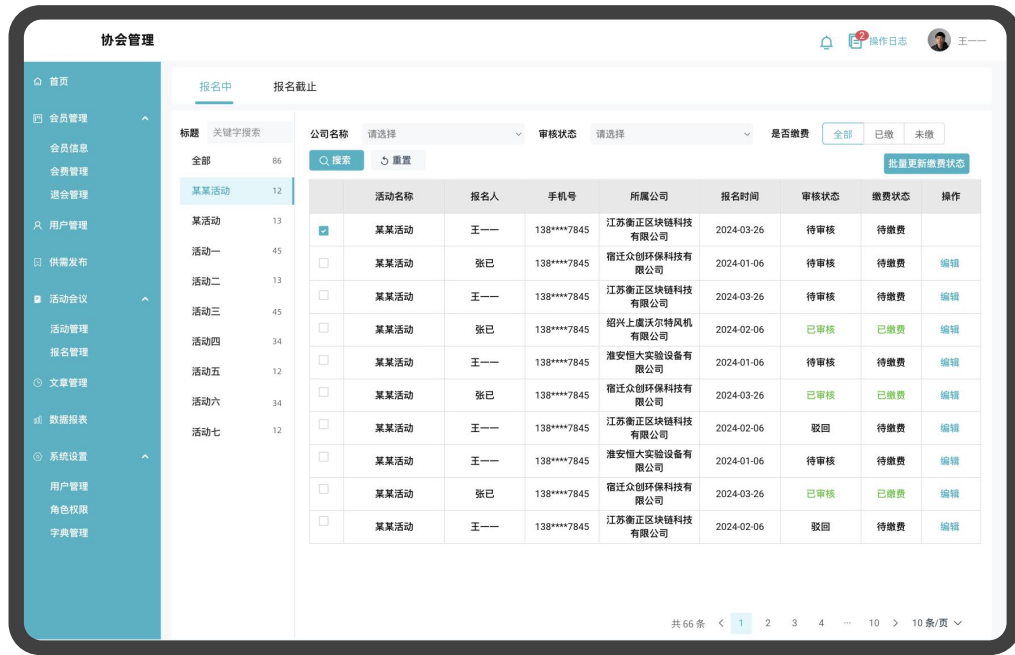 协会管理
2
操作日志
王一一
首页
会员管理
会员信息
会费管理
退会管理
用户管理
供需发布
活动会议
活动管理
报名管理
文章管理
数据报表
系统设置
用户管理
角色权限
字典管理
报名中 报名截止
标题 关键字搜索
全部 86
某某活动 12
某活动 13
活动一 45
活动二 13
活动三 45
活动四 34
活动五 12
活动六 34
活动七 12
公司名称 请选择 审核状态 请选择 是否缴费 全部 已缴 未缴
搜索 重置 批量更新缴费状态
活动名称 报名人 手机号 所属公司 报名时间 审核状态 缴费状态 操作
某某活动 王一一 138****7845 江苏衡正区块链科技有限公司 2024-03-26 待审核 待缴费
某某活动 张已 138****7845 宿迁众创环保科技有限公司 2024-01-06 待审核 待缴费 编辑
某某活动 王一一 138****7845 江苏衡正区块链科技有限公司 2024-03-26 待审核 待缴费 编辑
某某活动 张已 138****7845 绍兴上虞沃尔特风机有限公司 2024-02-06 已审核 已缴费 编辑
某某活动 王一一 138****7845 淮安恒大实验设备有限公司 2024-01-06 待审核 待缴费 编辑
某某活动 张已 138****7845 宿迁众创环保科技有限公司 2024-03-26 已审核 已缴费 编辑
某某活动 王一一 138****7845 江苏衡正区块链科技有限公司 2024-02-06 驳回 待缴费 编辑
某某活动 王一一 138****7845 淮安恒大实验设备有限公司 2024-01-06 待审核 待缴费 编辑
某某活动 张已 138****7845 宿迁众创环保科技有限公司 2024-03-26 已审核 已缴费 编辑
某某活动 王一一 138****7845 江苏衡正区块链科技有限公司 2024-02-06 驳回 待缴费 编辑
共66条 < 1 2 3 4 ··· 10 > 10条/页